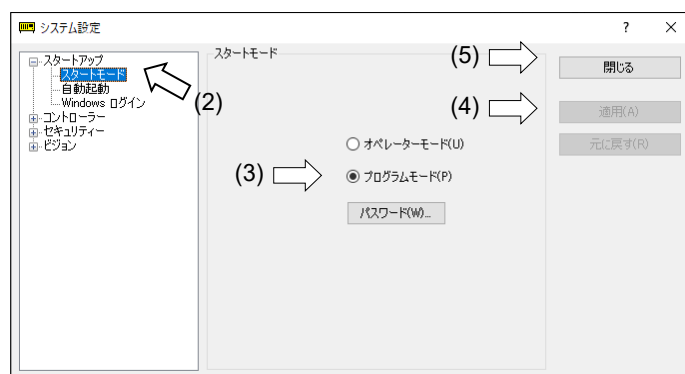 システム設定
? ×
スタートアップ
スタートモード
自動起動
Windows ログイン
コントローラー
セキュリティー
ビジョン
(2)
スタートモード
オペレーターモード(U)
(3)
プログラムモード(P)
パスワード(W)...
(5)
閉じる
(4)
適用(A)
元に戻す(R)